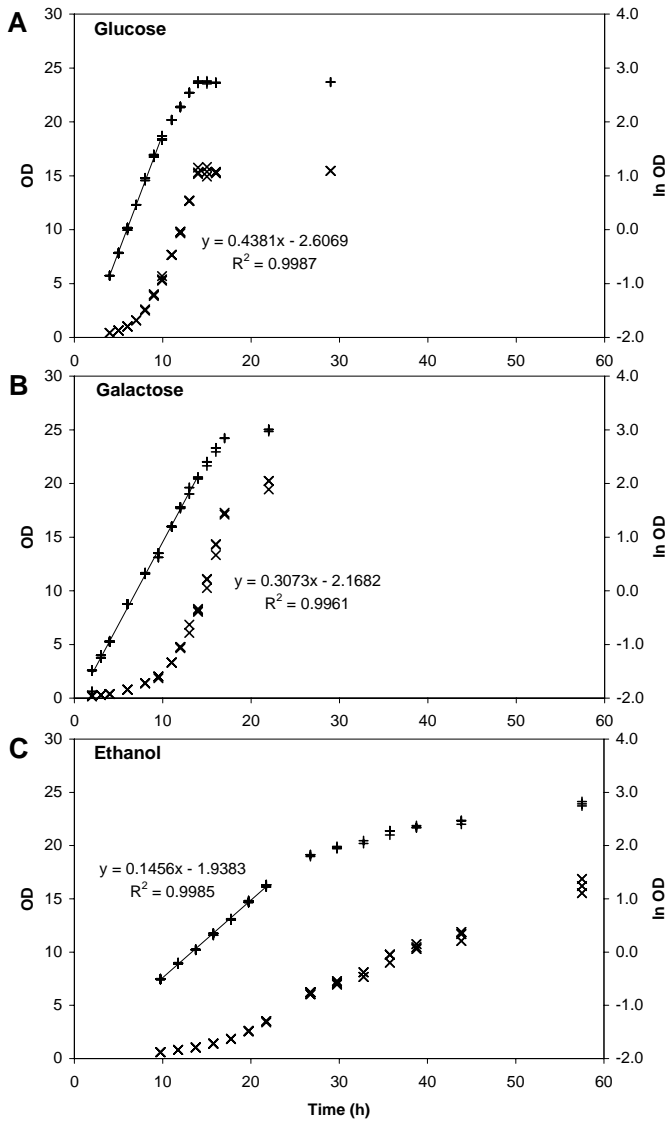 A
Glucose
30
25
20
15
10
5
0
OD
4.0
3.0
2.0
1.0
0.0
-1.0
-2.0
ln OD
y = 0.4381x - 2.6069
R² = 0.9987
0 10 20 30 40 50 60
B
Galactose
30
25
20
15
10
5
0
OD
4.0
3.0
2.0
1.0
0.0
-1.0
-2.0
ln OD
y = 0.3073x - 2.1682
R² = 0.9961
0 10 20 30 40 50 60
C
Ethanol
30
25
20
15
10
5
0
OD
4.0
3.0
2.0
1.0
0.0
-1.0
-2.0
ln OD
y = 0.1456x - 1.9383
R² = 0.9985
0 10 20 30 40 50 60
Time (h)